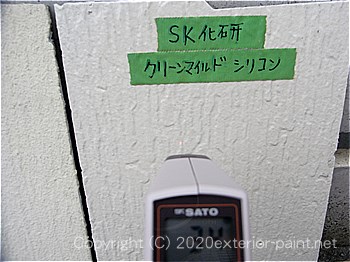 SK化研
クリーンマイルド シリコン
SK SATO
Copyright (C) 2020exterior-paint.net